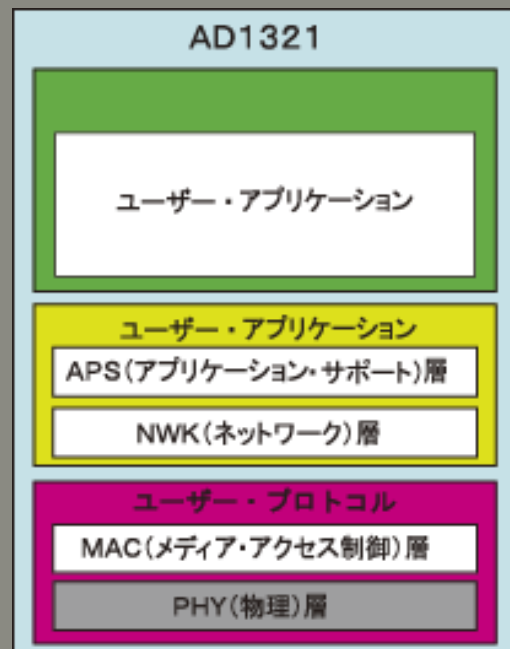 AD1321
ユーザー・アプリケーション
ユーザー・アプリケーション
APS(アプリケーション・サポート)層
NWK(ネットワーク)層
ユーザー・プロトコル
MAC(メディア・アクセス制御)層
PHY(物理)層